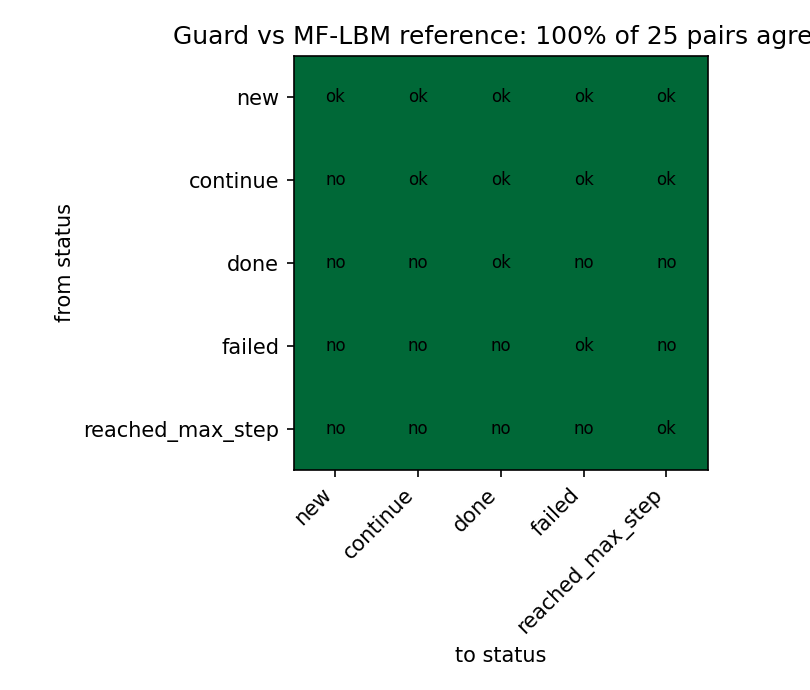 Guard vs MF-LBM reference: 100% of 25 pairs agre
from status
new ok ok ok ok ok
continue no ok ok ok ok
done no no ok no no
failed no no no ok no
reached_max_step no no no no ok
new continue done failed reached_max_step
to status